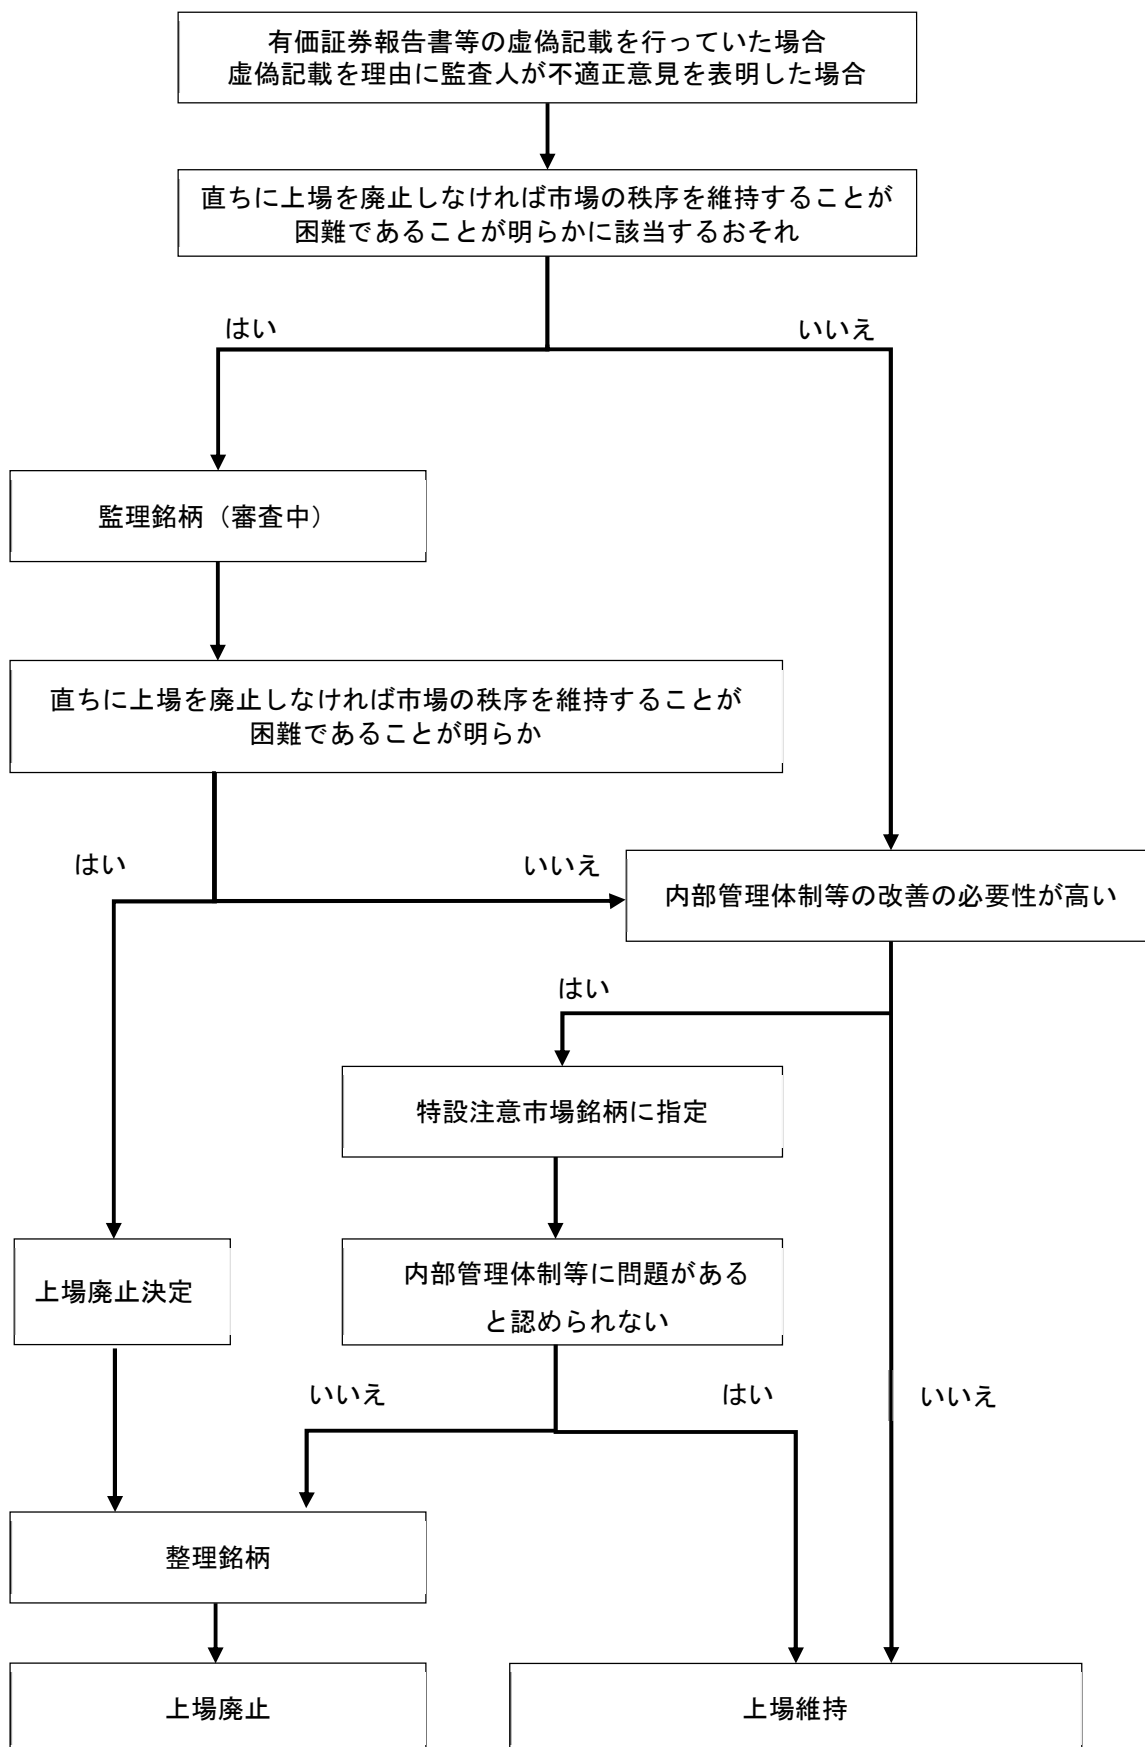 有価証券報告書等の虚偽記載を行っていた場合
虚偽記載を理由に監査人が不適正意見を表明した場合
直ちに上場を廃止しなければ市場の秩序を維持することが
困難であることが明らかに該当するおそれ
はい
いいえ
監理銘柄（審査中）
直ちに上場を廃止しなければ市場の秩序を維持することが
困難であることが明らか
はい
いいえ
内部管理体制等の改善の必要性が高い
はい
特設注意市場銘柄に指定
上場廃止決定
内部管理体制等に問題がある
と認められない
いいえ
はい
いいえ
整理銘柄
上場廃止
上場維持